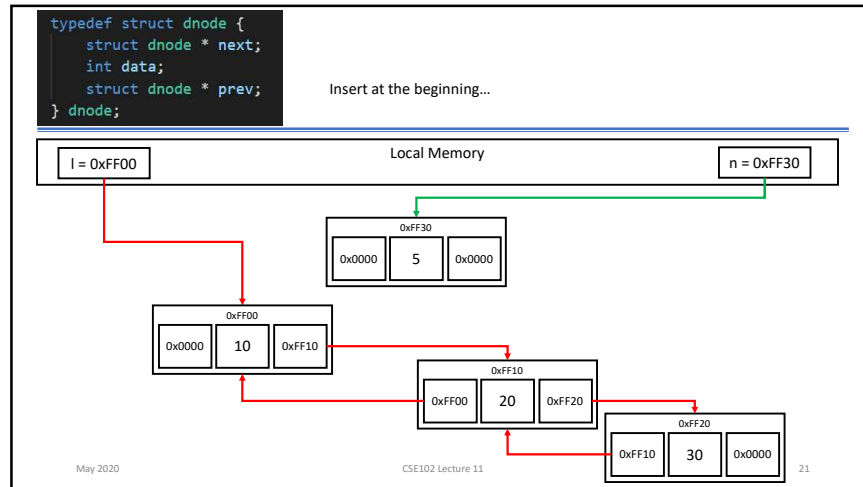 typedef struct dnode {
    struct dnode * next;
    int data;
    struct dnode * prev;
} dnode;
Insert at the beginning...
Local Memory
l = 0xFF00
n = 0xFF30
0xFF30
0x0000 5 0x0000
0xFF00
0x0000 10 0xFF10
0xFF10
0xFF00 20 0xFF20
0xFF20
0xFF10 30 0x0000
May 2020 CSE102 Lecture 11 21